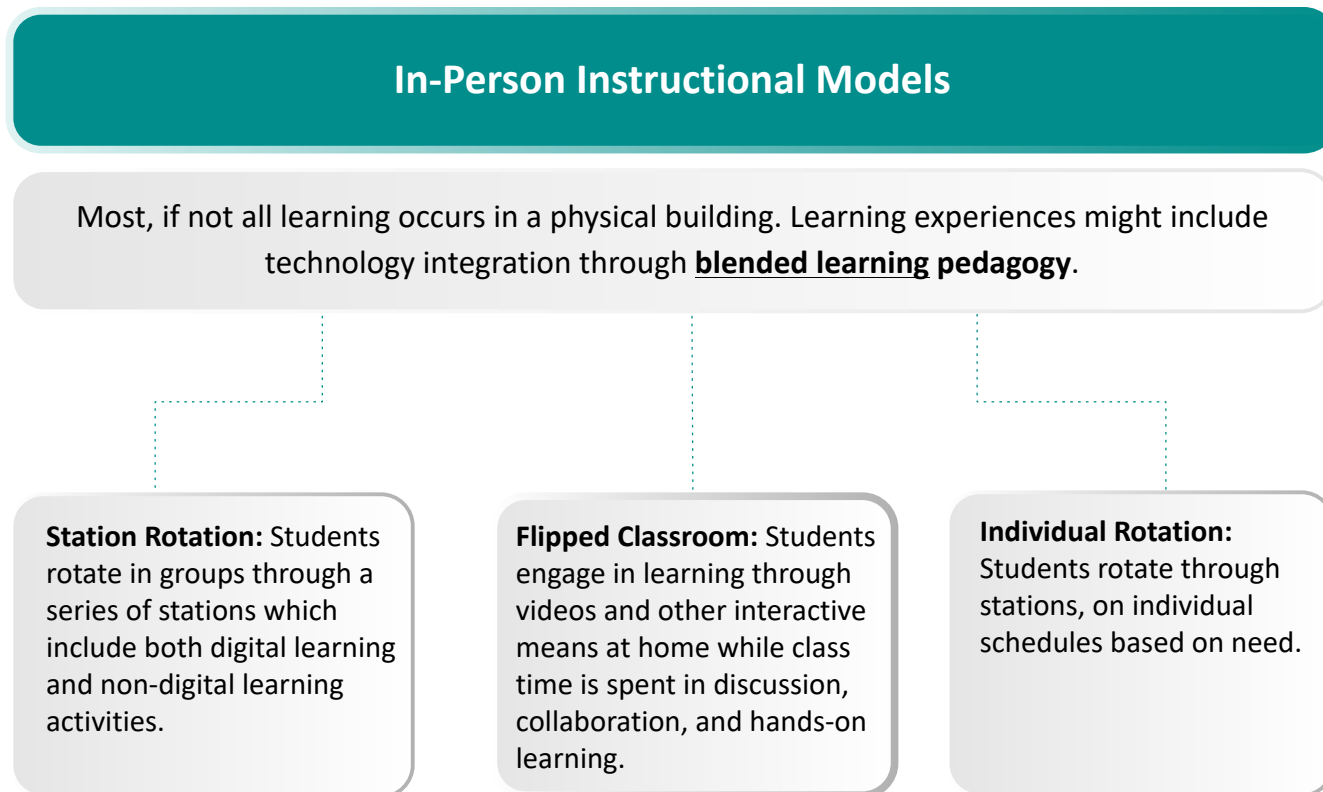 In-Person Instructional Models
Most, if not all learning occurs in a physical building. Learning experiences might include
technology integration through blended learning pedagogy.
Station Rotation: Students
rotate in groups through a
series of stations which
include both digital learning
and non-digital learning
activities.
Flipped Classroom: Students
engage in learning through
videos and other interactive
means at home while class
time is spent in discussion,
collaboration, and hands-on
learning.
Individual Rotation:
Students rotate through
stations, on individual
schedules based on need.